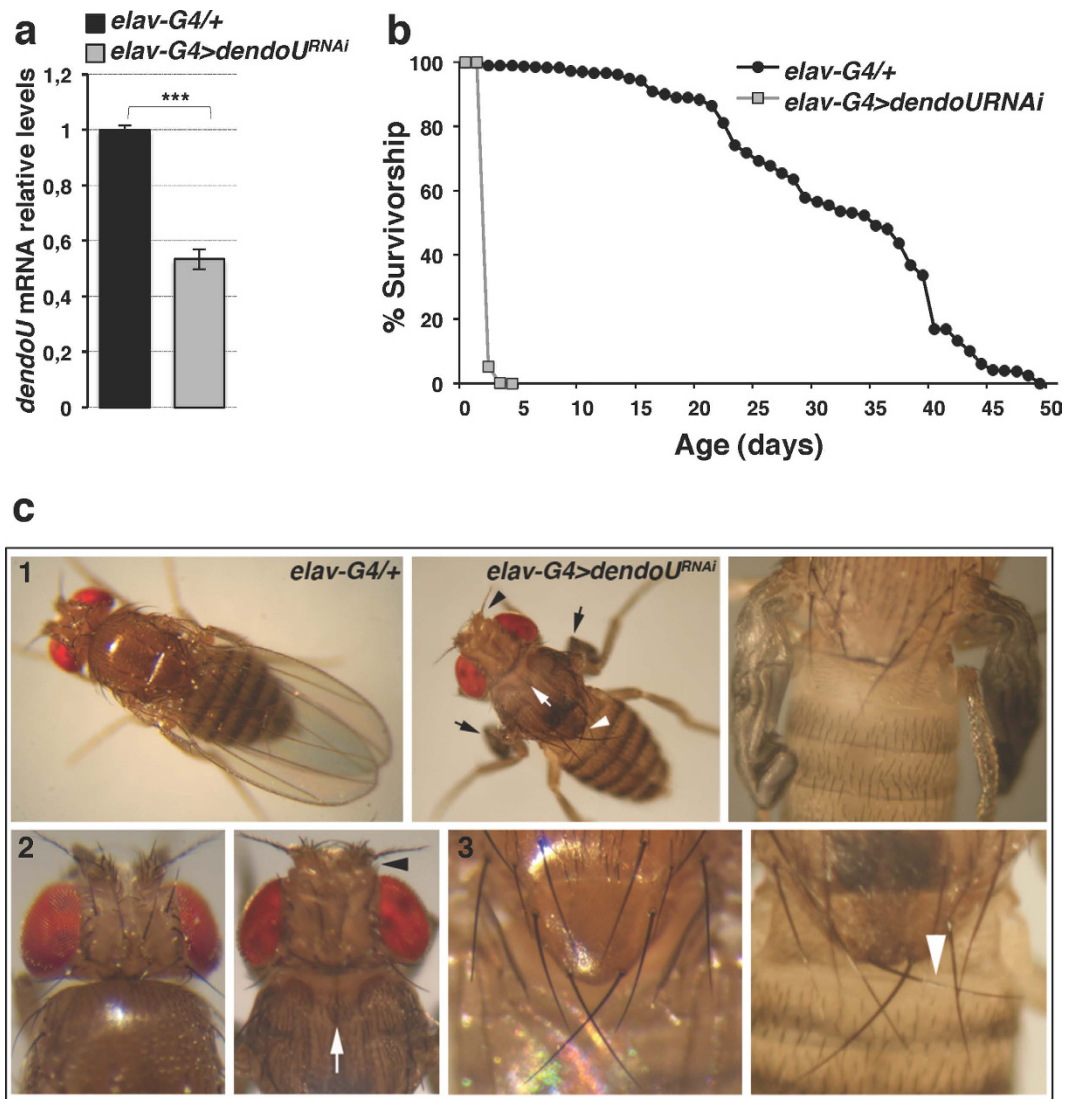 a
elav-G4/+
elav-G4>dendoU^RNAi
dendoU mRNA relative levels
1,2
1
0,8
0,6
0,4
0,2
0
***
b
% Survivorship
100
80
60
40
20
0
elav-G4/+
elav-G4>dendoURNAi
0 5 10 15 20 25 30 35 40 45 50
Age (days)
c
1
elav-G4/+
elav-G4>dendoU^RNAi
2
3